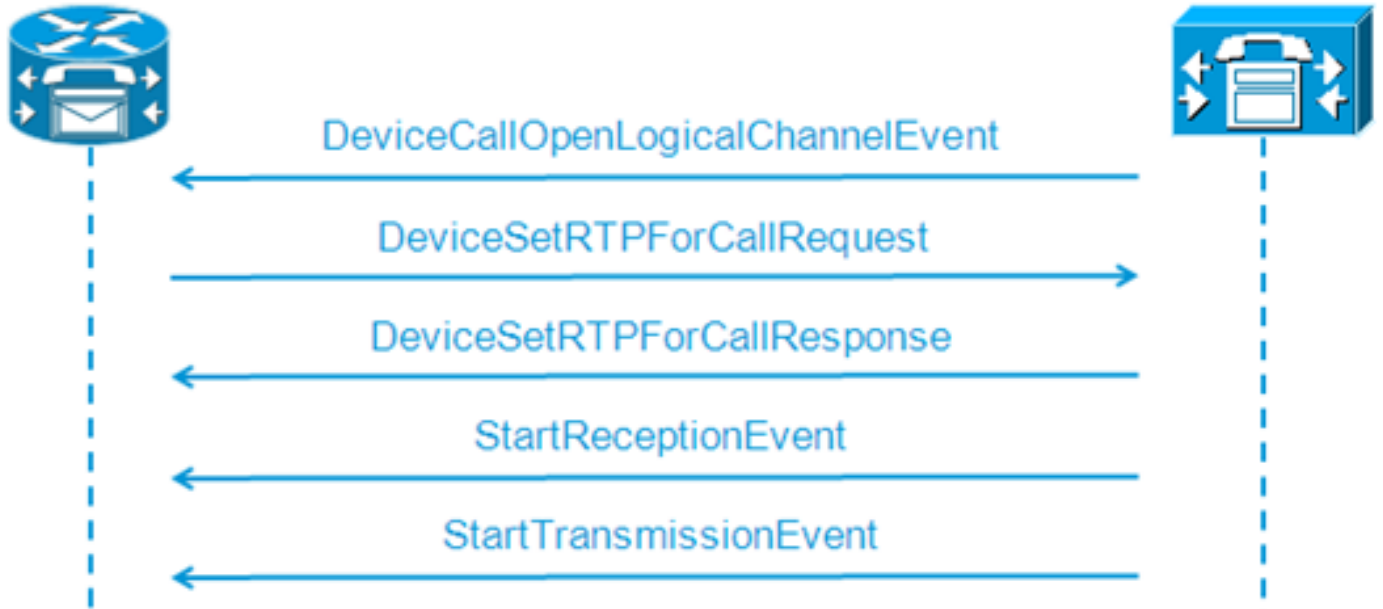 DeviceCallOpenLogicalChannelEvent
DeviceSetRTPForCallRequest
DeviceSetRTPForCallResponse
StartReceptionEvent
StartTransmissionEvent